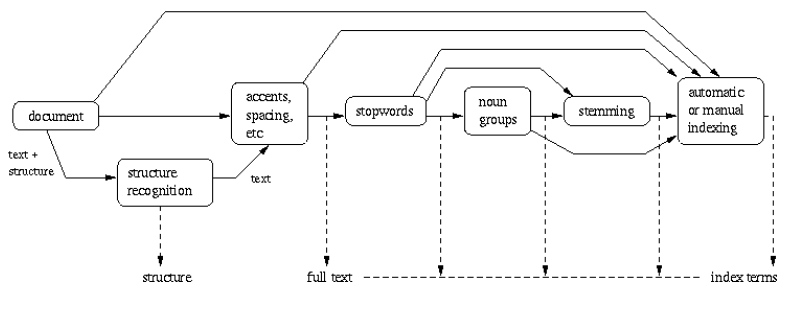 document
text +
structure
structure
recognition
text
accents,
spacing,
etc
stopwords
noun
groups
stemming
automatic
or manual
indexing
structure
full text
index terms